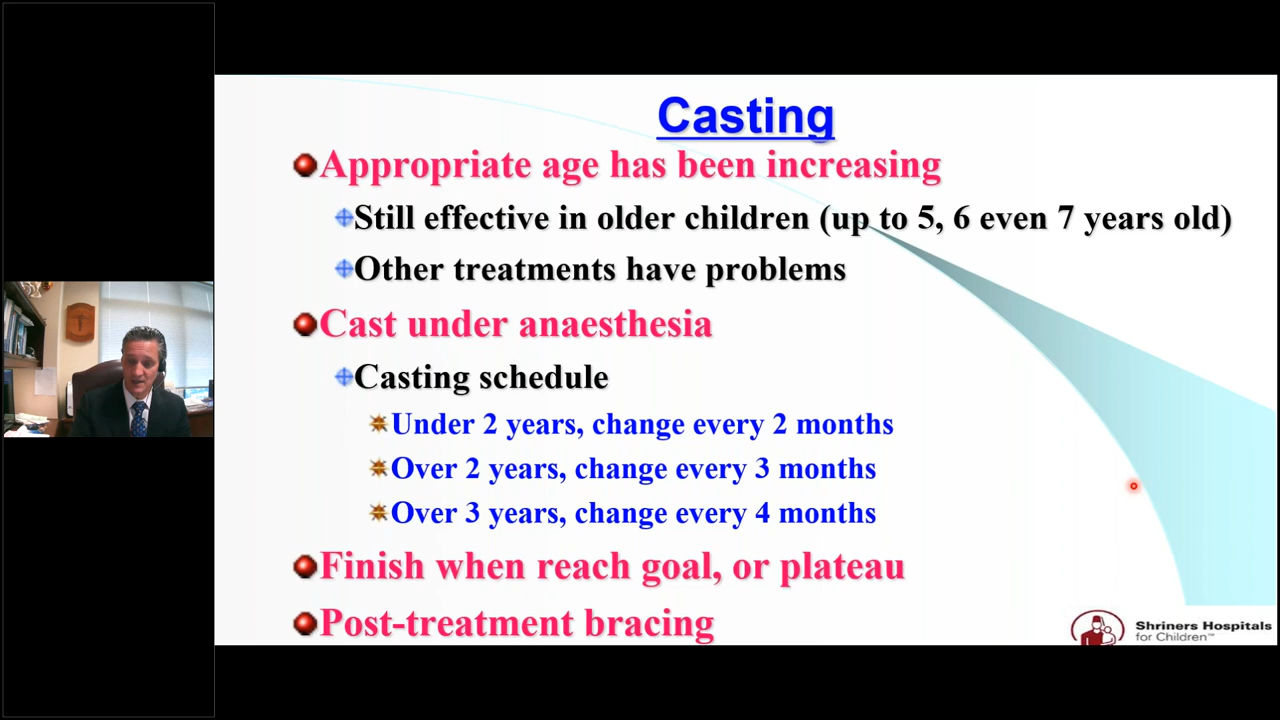 Casting
Appropriate age has been increasing
Still effective in older children (up to 5, 6 even 7 years old)
Other treatments have problems
Cast under anaesthesia
Casting schedule
Under 2 years, change every 2 months
Over 2 years, change every 3 months
Over 3 years, change every 4 months
Finish when reach goal, or plateau
Post-treatment bracing
Shriners Hospitals
for Children™